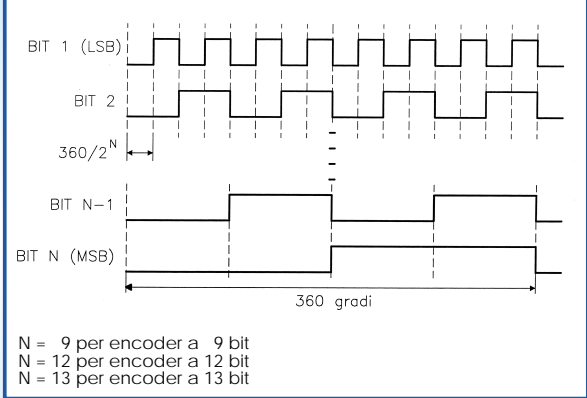 BIT 1 (LSB)
BIT 2
360/2^N
BIT N-1
BIT N (MSB)
360 gradi
N = 9 per encoder a 9 bit
N = 12 per encoder a 12 bit
N = 13 per encoder a 13 bit